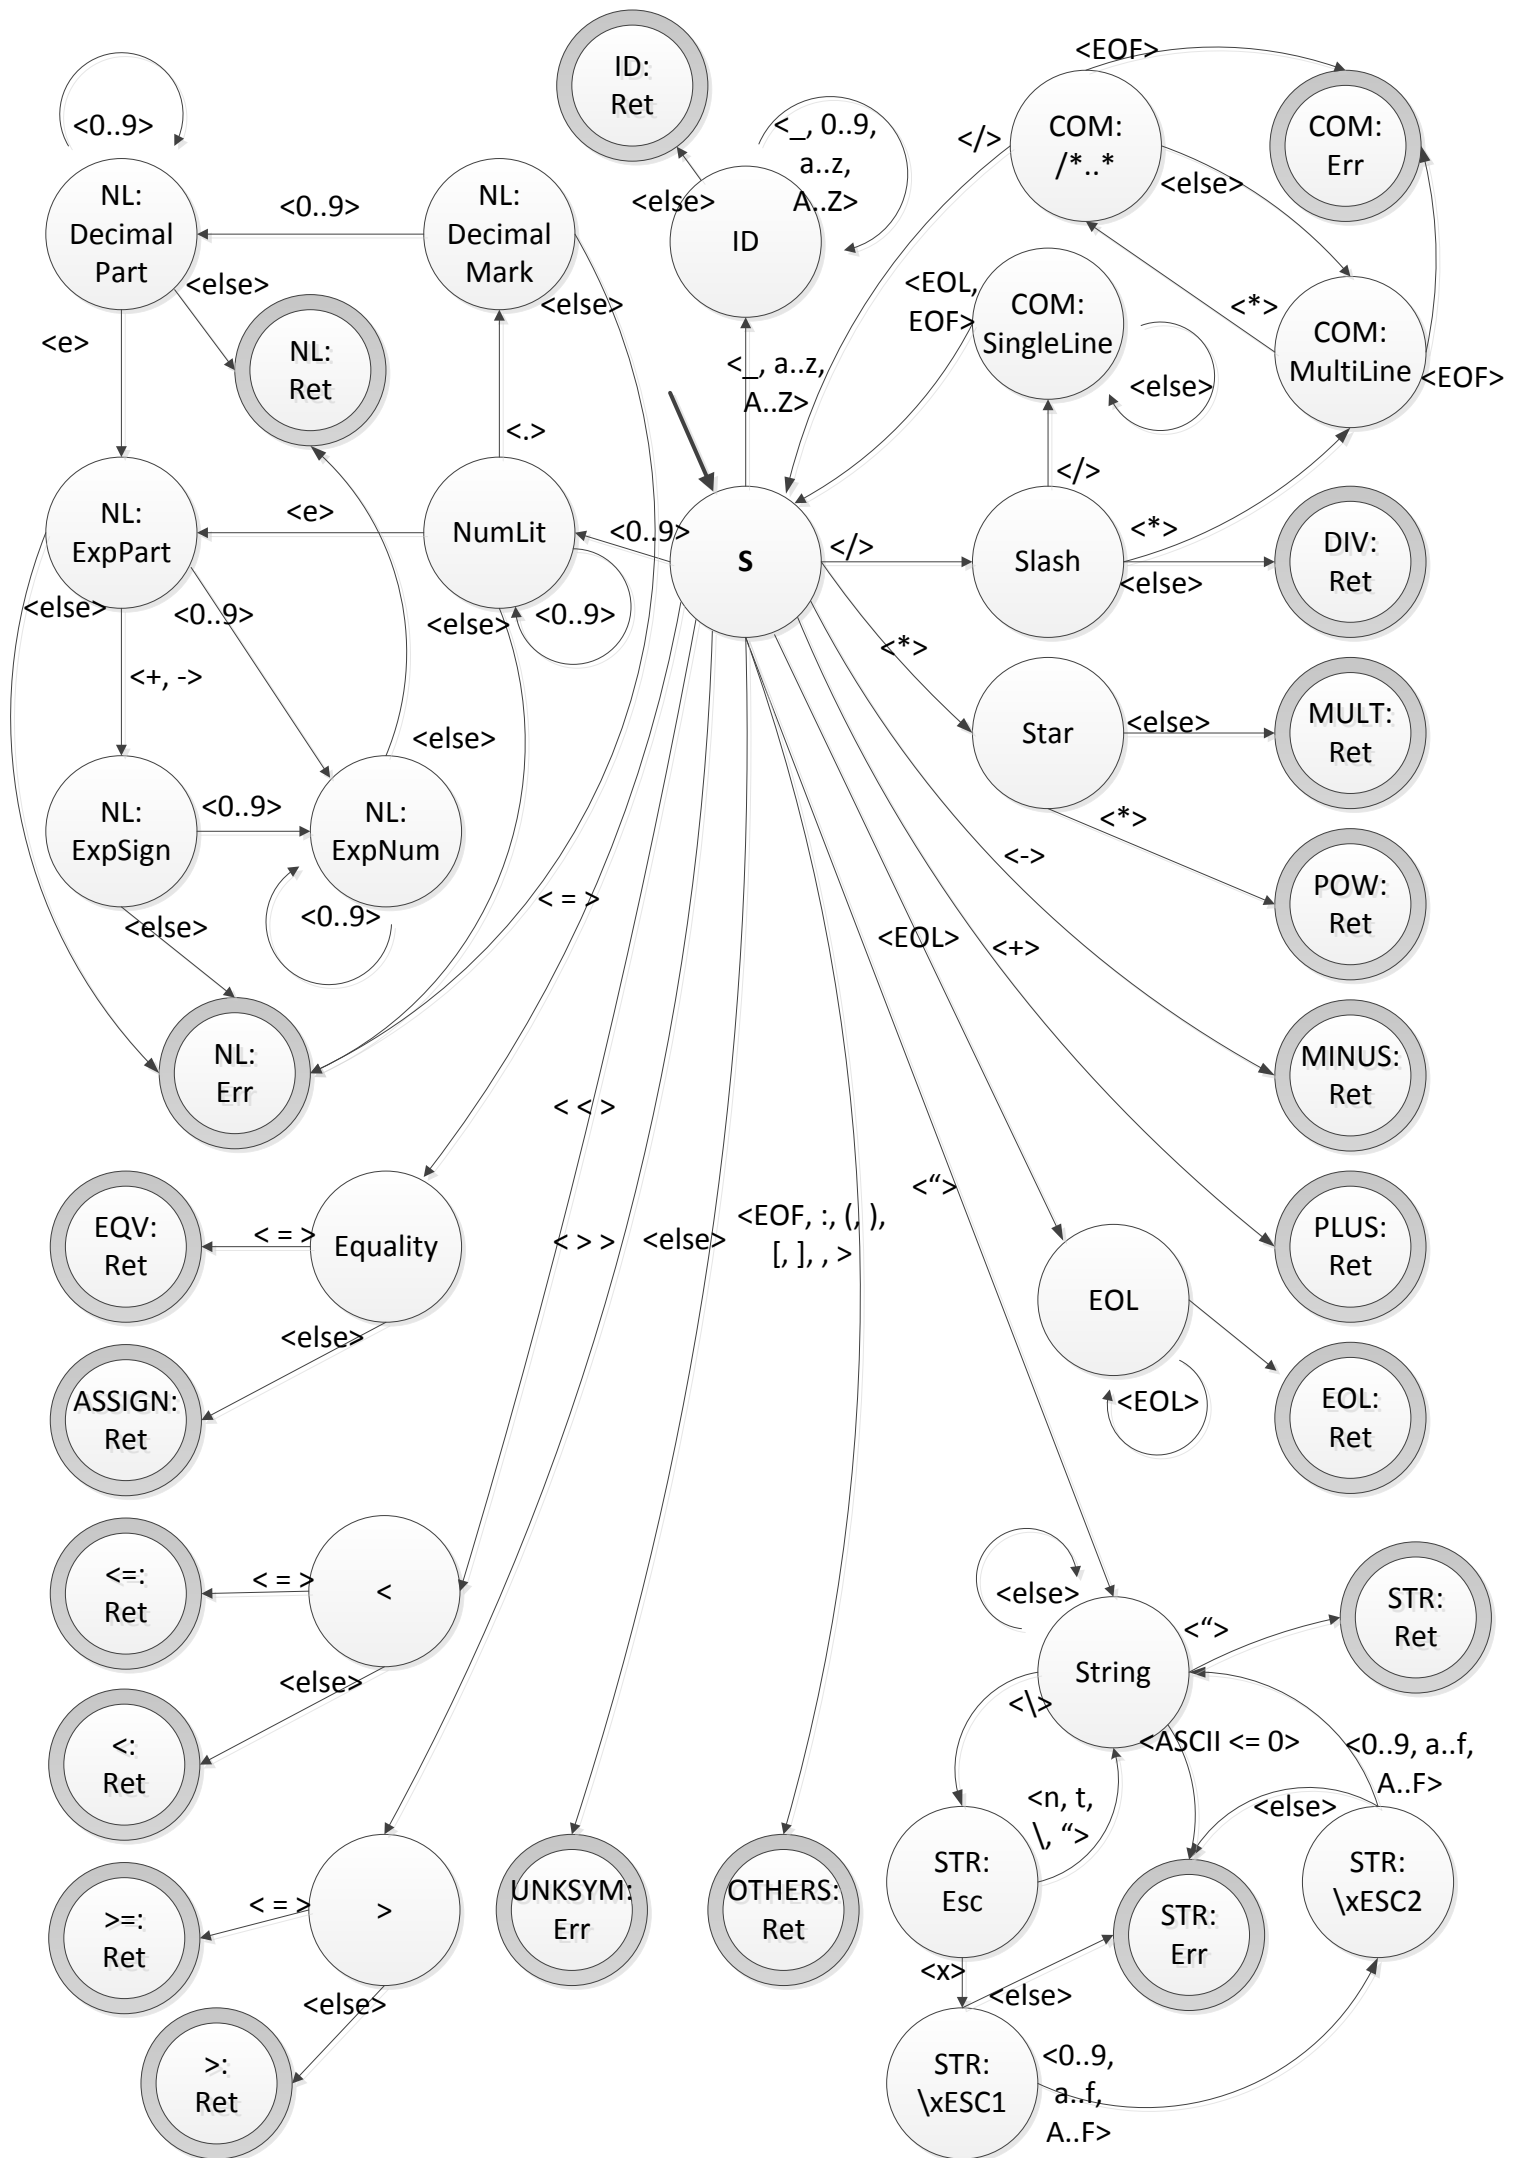 ID:
Ret
<EOF>
<0..9>
<_, 0..9,
a..z,
A..Z>
</>
COM:
/*..*
COM:
Err
NL:
Decimal
Part
<0..9>
NL:
Decimal
Mark
<else>
ID
<else>
<else>
<else>
<EOL,
EOF>
COM:
SingleLine
<*>
COM:
MultiLine
<e>
NL:
Ret
<_, a..z,
A..Z>
<else>
<EOF>
<.>
</>
NL:
ExpPart
<e>
NumLit
<0..9>
S
</>
Slash
<*>
<else>
DIV:
Ret
<else>
<0..9>
<else>
<0..9>
<*>
<+, ->
Star
<else>
MULT:
Ret
<else>
NL:
ExpSign
<0..9>
NL:
ExpNum
<*>
<->
POW:
Ret
<else>
<0..9>
< = >
<EOL>
<+>
NL:
Err
MINUS:
Ret
< < >
<“>
EQV:
Ret
< = >
Equality
< > >
<else>
<EOF, :, (, ),
[, ], , >
PLUS:
Ret
EOL
<else>
ASSIGN:
Ret
<EOL>
EOL:
Ret
<=:
Ret
< = >
<
<else>
STR:
Ret
<“>
String
<else>
<\>
<:
Ret
<ASCII <= 0>
<0..9, a..f,
A..F>
<n, t,
\, “>
<else>
>=:
Ret
< = >
>
UNKSYM:
Err
OTHERS:
Ret
STR:
Esc
STR:
Err
STR:
\xESC2
<x>
<else>
<else>
>:
Ret
STR:
\xESC1
<0..9,
a..f,
A..F>